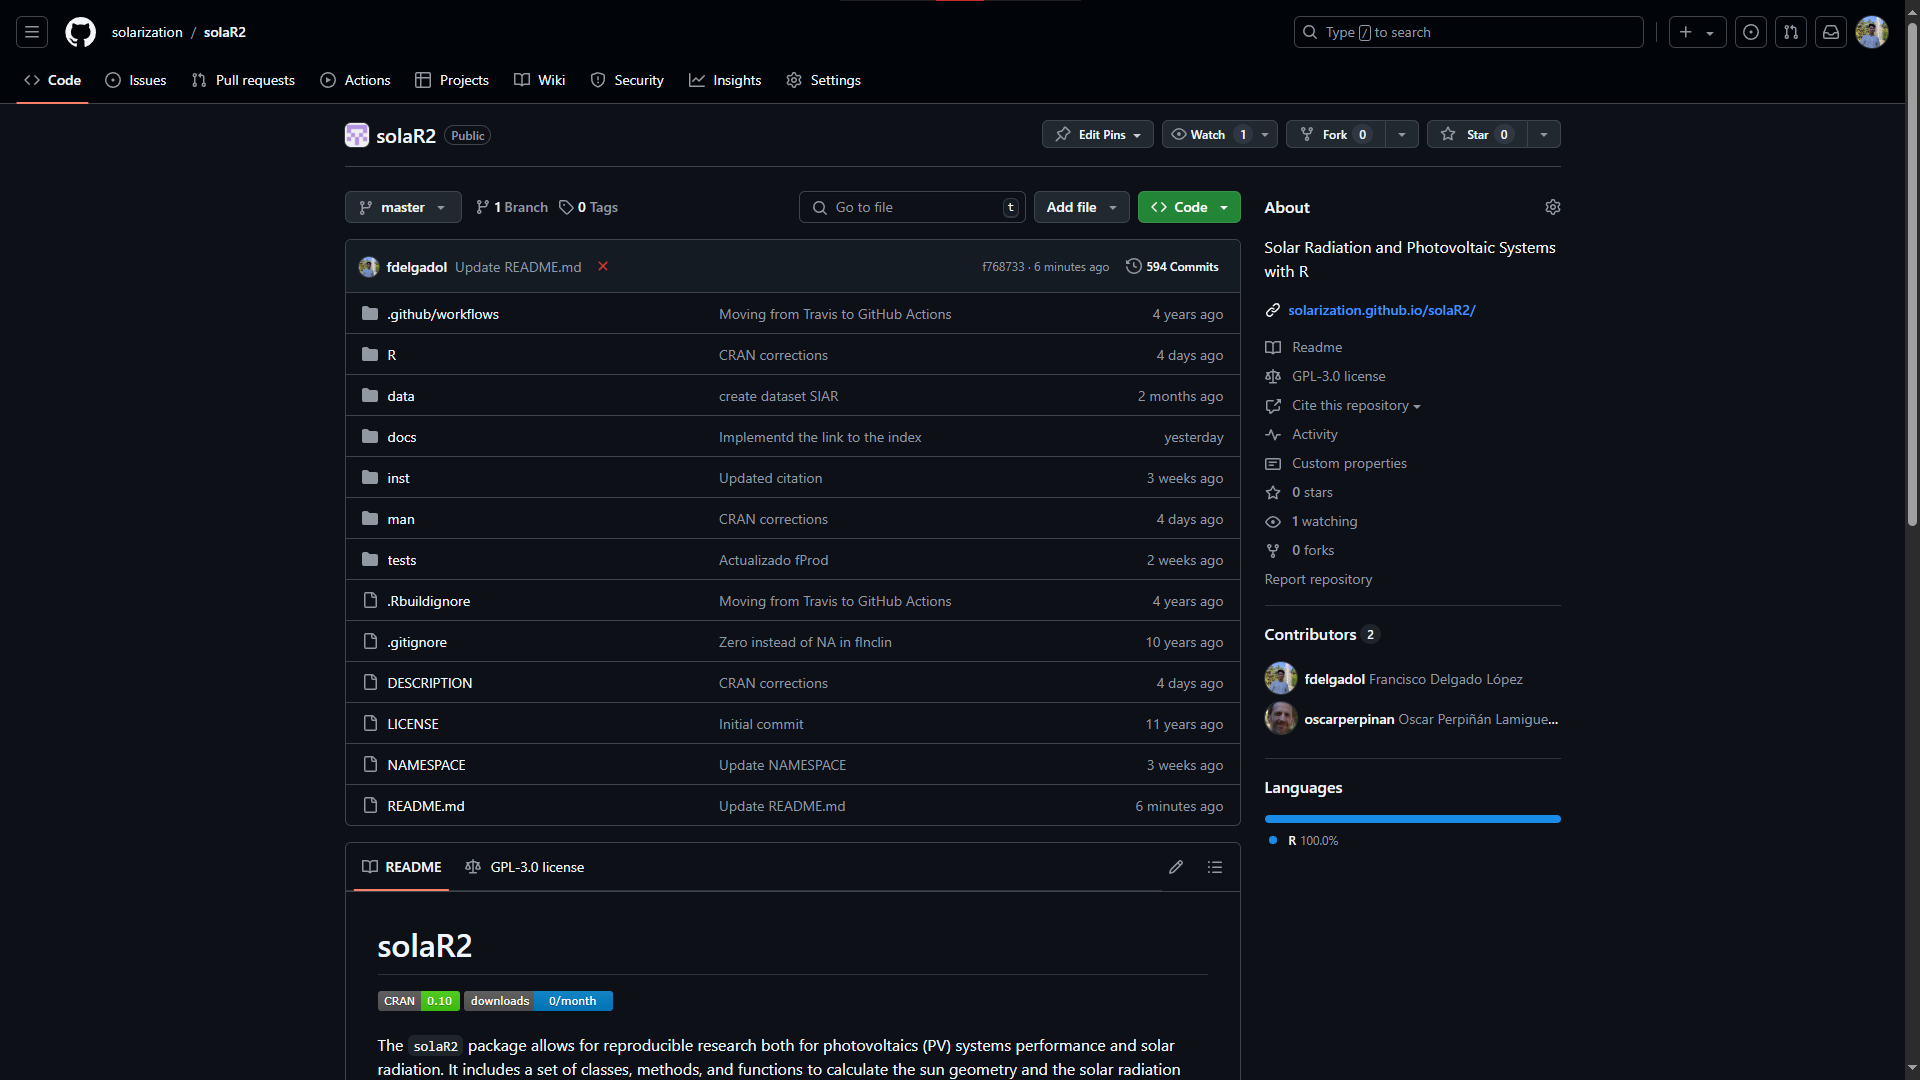 solarization / solaR2
Type / to search
Code
Issues
Pull requests
Actions
Projects
Wiki
Security
Insights
Settings
solaR2 Public
Edit Pins
Watch 1
Fork 0
Star 0
master
1 Branch
0 Tags
Go to file t
Add file
Code
fdelgadol Update README.md
f768733 · 6 minutes ago
594 Commits
.github/workflows Moving from Travis to GitHub Actions 4 years ago
R CRAN corrections 4 days ago
data create dataset SIAR 2 months ago
docs Implementd the link to the index yesterday
inst Updated citation 3 weeks ago
man CRAN corrections 4 days ago
tests Actualizado fProd 2 weeks ago
.Rbuildignore Moving from Travis to GitHub Actions 4 years ago
.gitignore Zero instead of NA in fInclin 10 years ago
DESCRIPTION CRAN corrections 4 days ago
LICENSE Initial commit 11 years ago
NAMESPACE Update NAMESPACE 3 weeks ago
README.md Update README.md 6 minutes ago
README
GPL-3.0 license
solaR2
CRAN 0.10 downloads 0/month
The solaR2 package allows for reproducible research both for photovoltaics (PV) systems performance and solar
radiation. It includes a set of classes, methods, and functions to calculate the sun geometry and the solar radiation
About
Solar Radiation and Photovoltaic Systems
with R
solarization.github.io/solaR2/
Readme
GPL-3.0 license
Cite this repository
Activity
Custom properties
0 stars
1 watching
0 forks
Report repository
Contributors 2
fdelgadol Francisco Delgado López
oscarperpinan Oscar Perpiñán Lamigue...
Languages
R 100.0%